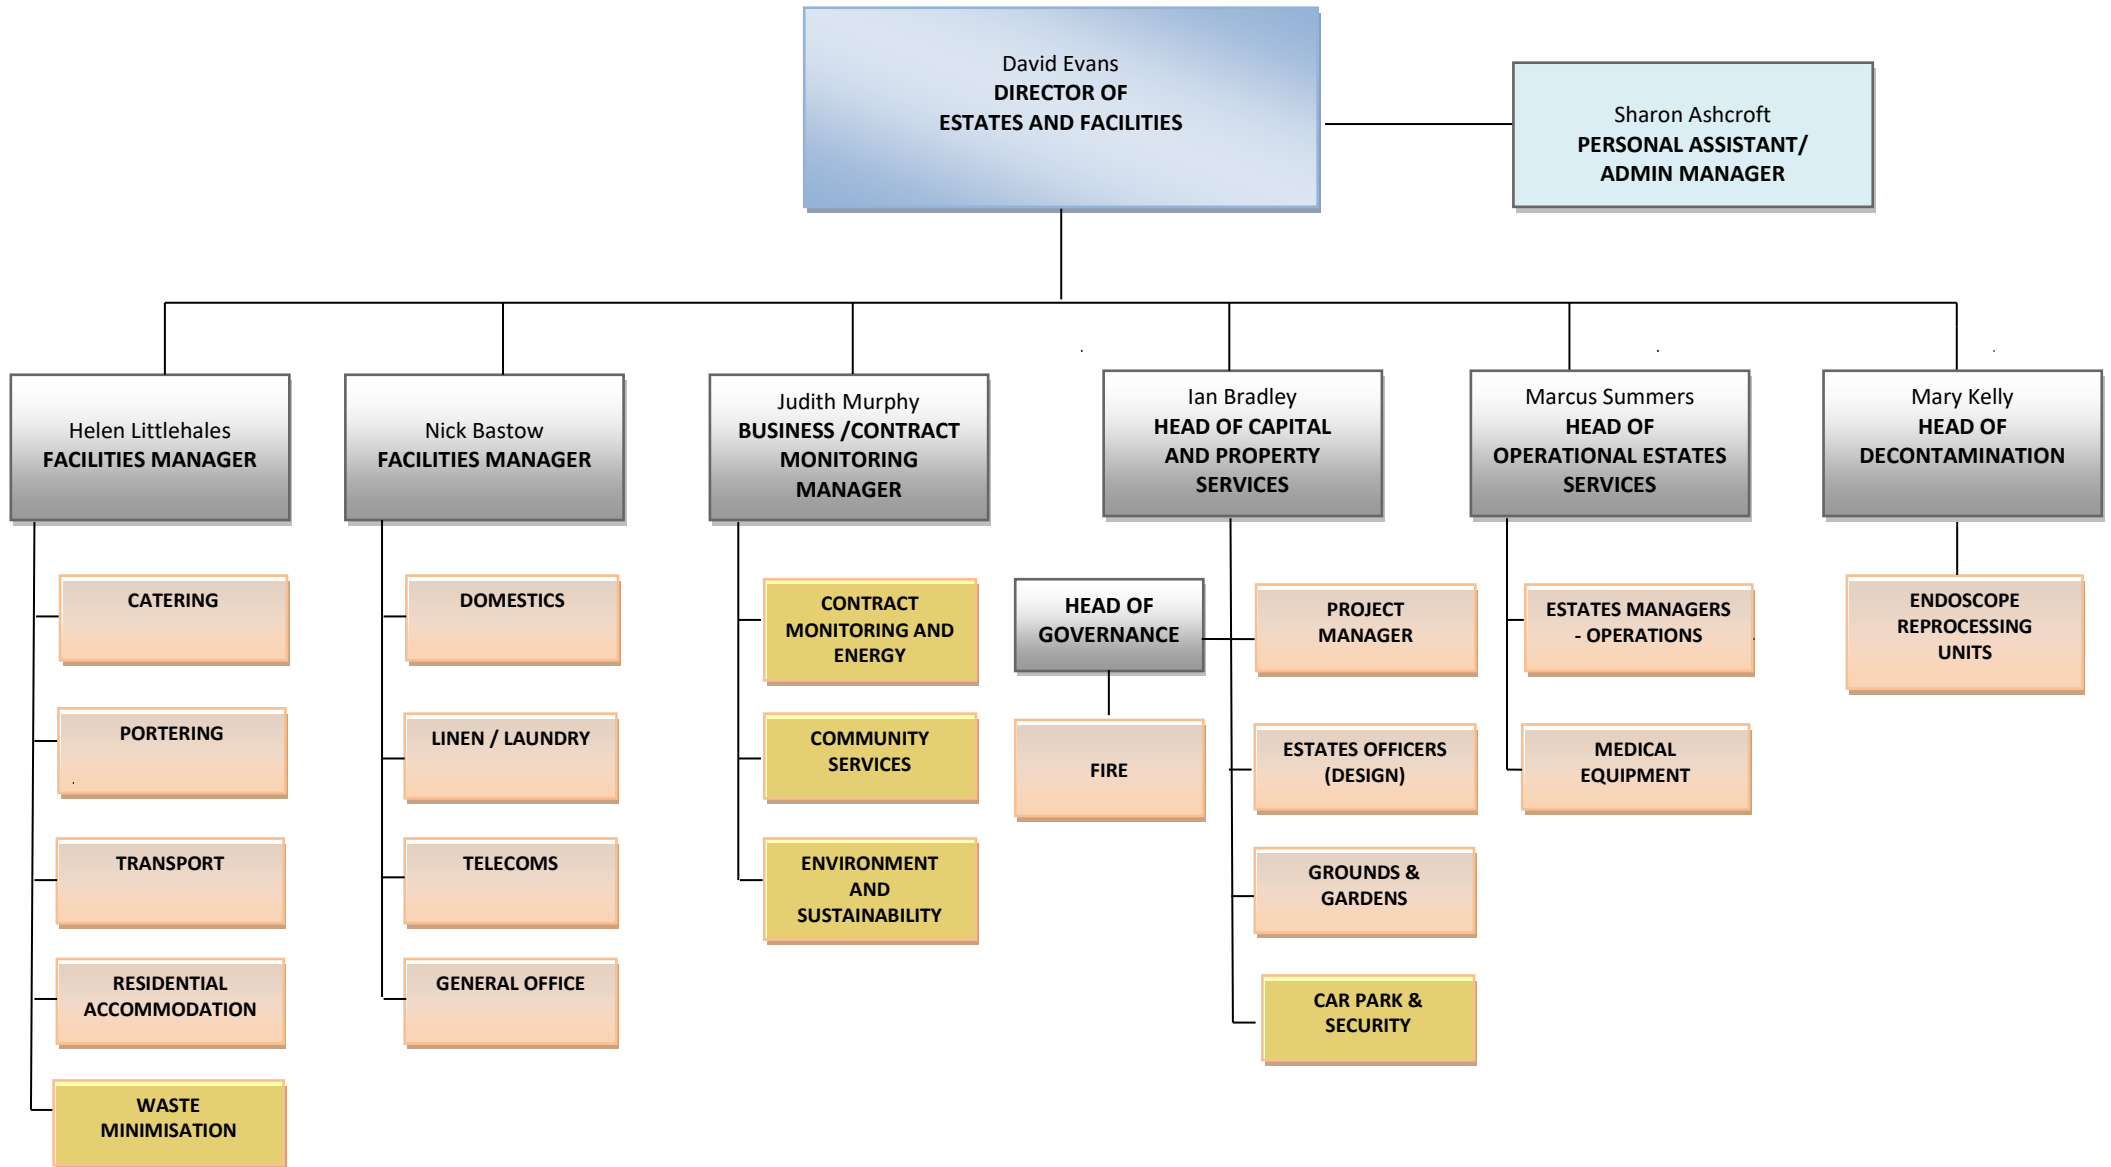 David Evans
DIRECTOR OF
ESTATES AND FACILITIES
Sharon Ashcroft
PERSONAL ASSISTANT/
ADMIN MANAGER
Helen Littlehales
FACILITIES MANAGER
Nick Bastow
FACILITIES MANAGER
Judith Murphy
BUSINESS /CONTRACT
MONITORING
MANAGER
Ian Bradley
HEAD OF CAPITAL
AND PROPERTY
SERVICES
Marcus Summers
HEAD OF
OPERATIONAL ESTATES
SERVICES
Mary Kelly
HEAD OF
DECONTAMINATION
CATERING
PORTERING
TRANSPORT
RESIDENTIAL
ACCOMMODATION
WASTE
MINIMISATION
DOMESTICS
LINEN / LAUNDRY
TELECOMS
GENERAL OFFICE
CONTRACT
MONITORING AND
ENERGY
COMMUNITY
SERVICES
ENVIRONMENT
AND
SUSTAINABILITY
HEAD OF
GOVERNANCE
FIRE
PROJECT
MANAGER
ESTATES OFFICERS
(DESIGN)
GROUNDS &
GARDENS
CAR PARK &
SECURITY
ESTATES MANAGERS
- OPERATIONS
MEDICAL
EQUIPMENT
ENDOSCOPE
REPROCESSING
UNITS